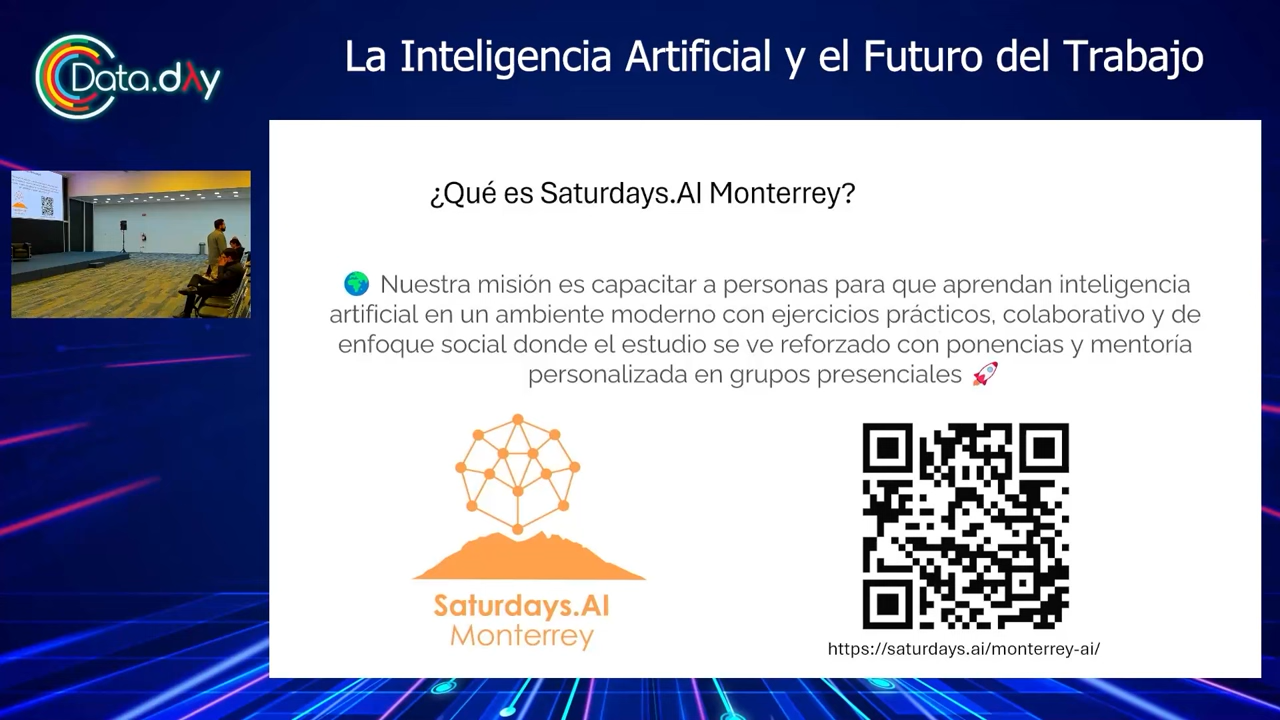 Data.dλy
La Inteligencia Artificial y el Futuro del Trabajo
¿Qué es Saturdays.AI Monterrey?
🌍 Nuestra misión es capacitar a personas para que aprendan inteligencia
artificial en un ambiente moderno con ejercicios prácticos, colaborativo y de
enfoque social donde el estudio se ve reforzado con ponencias y mentoría
personalizada en grupos presenciales 🚀
Saturdays.AI
Monterrey
https://saturdays.ai/monterrey-ai/